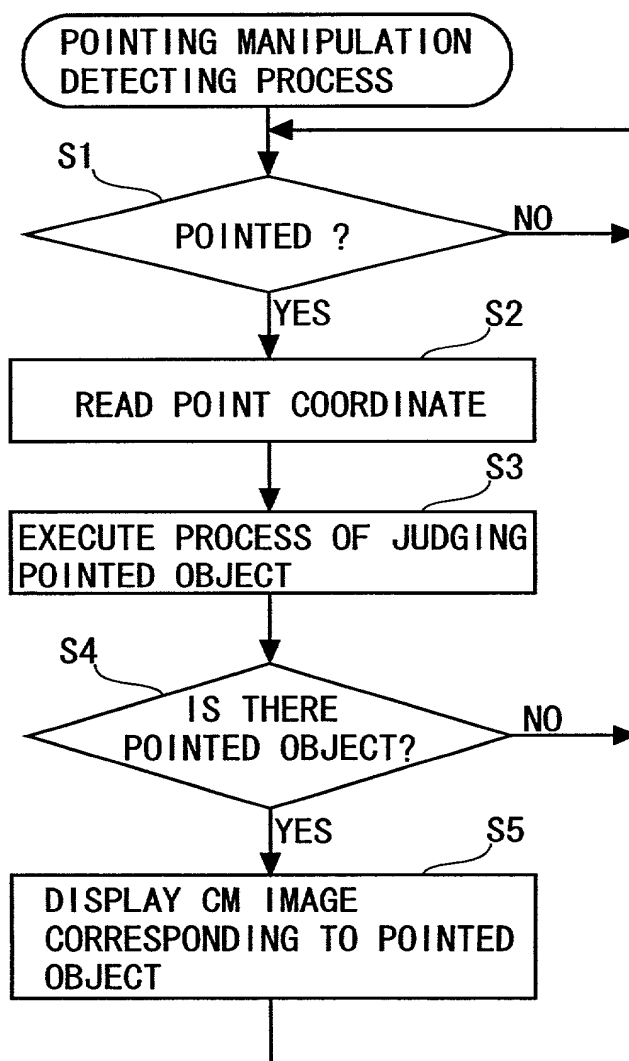 POINTING MANIPULATION
DETECTING PROCESS
S1
POINTED ?
NO
YES
S2
READ POINT COORDINATE
S3
EXECUTE PROCESS OF JUDGING
POINTED OBJECT
S4
IS THERE
POINTED OBJECT?
NO
YES
S5
DISPLAY CM IMAGE
CORRESPONDING TO POINTED
OBJECT